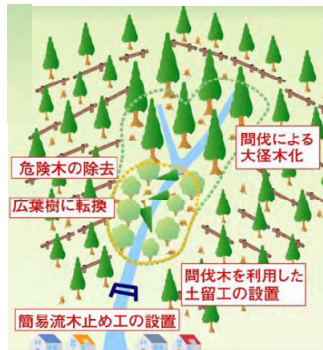 間伐による
大径木化
危険木の除去
広葉樹に転換
間伐木を利用した
土留工の設置
簡易流木止め工の設置